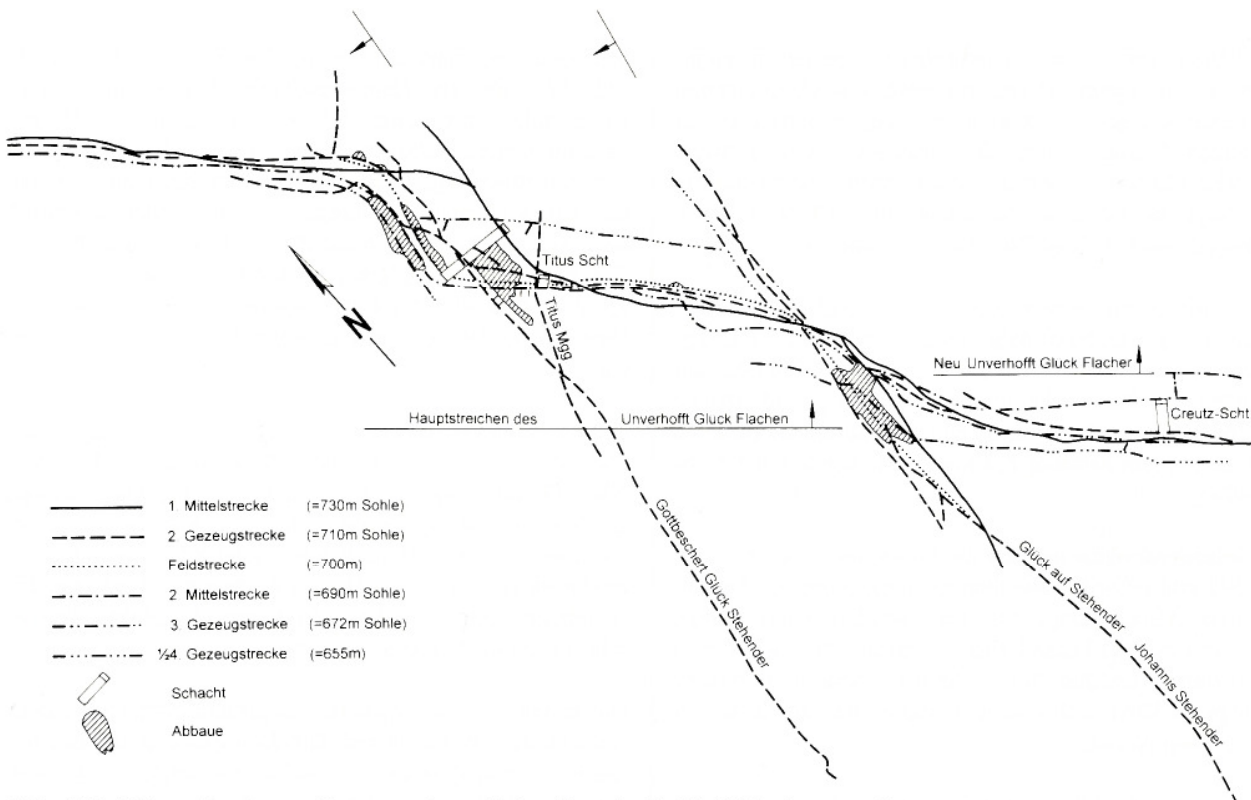 Titus Scht
Titus Mgg
Neu Unverhofft Gluck Flacher
Creutz-Scht
Hauptstreichen des Unverhofft Gluck Flachen
N
Gottbeschert Gluck Stehender
Gluck auf Stehender
Johannis Stehender
1 Mittelstrecke (=730m Sohle)
2 Gezeugstrecke (=710m Sohle)
Feldstrecke (=700m)
2 Mittelstrecke (=690m Sohle)
3 Gezeugstrecke (=672m Sohle)
½4. Gezeugstrecke (=655m)
Schacht
Abbaue